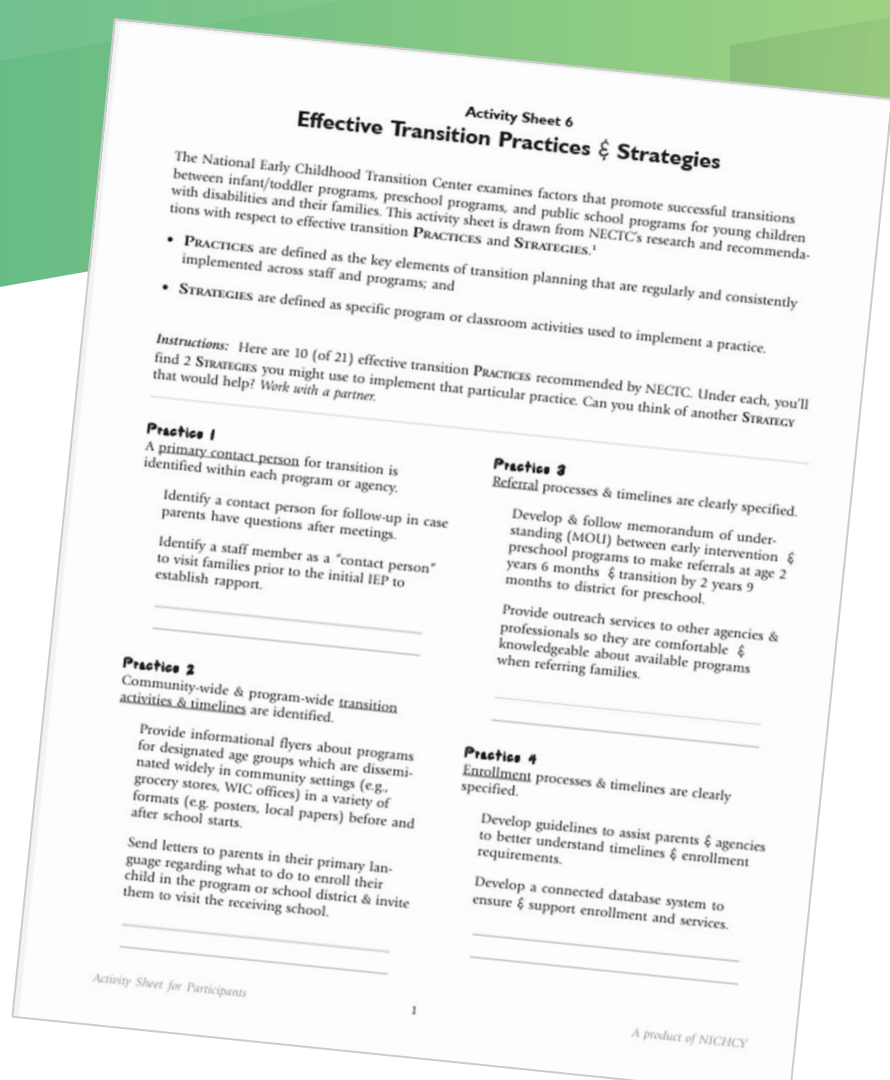 Activity Sheet 6
Effective Transition Practices & Strategies
The National Early Childhood Transition Center examines factors that promote successful transitions
between infant/toddler programs, preschool programs, and public school programs for young children
with disabilities and their families. This activity sheet is drawn from NECTC's research and recommenda-
tions with respect to effective transition PRACTICES and STRATEGIES.¹
• PRACTICES are defined as the key elements of transition planning that are regularly and consistently
implemented across staff and programs; and
• STRATEGIES are defined as specific program or classroom activities used to implement a practice.
Instructions: Here are 10 (of 21) effective transition PRACTICES recommended by NECTC. Under each, you'll
find 2 STRATEGIES you might use to implement that particular practice. Can you think of another STRATEGY
that would help? Work with a partner.
Practice 1
A primary contact person for transition is
identified within each program or agency.
Identify a contact person for follow-up in case
parents have questions after meetings.
Identify a staff member as a "contact person"
to visit families prior to the initial IEP to
establish rapport.
Practice 2
Community-wide & program-wide transition
activities & timelines are identified.
Provide informational flyers about programs
for designated age groups which are dissemi-
nated widely in community settings (e.g.,
grocery stores, WIC offices) in a variety of
formats (e.g. posters, local papers) before and
after school starts.
Send letters to parents in their primary lan-
guage regarding what to do to enroll their
child in the program or school district & invite
them to visit the receiving school.
Practice 3
Referral processes & timelines are clearly specified.
Develop & follow memorandum of under-
standing (MOU) between early intervention &
preschool programs to make referrals at age 2
years 6 months & transition by 2 years 9
months to district for preschool.
Provide outreach services to other agencies &
professionals so they are comfortable &
knowledgeable about available programs
when referring families.
Practice 4
Enrollment processes & timelines are clearly
specified.
Develop guidelines to assist parents & agencies
to better understand timelines & enrollment
requirements.
Develop a connected database system to
ensure & support enrollment and services.
Activity Sheet for Participants
1
A product of NICHCY